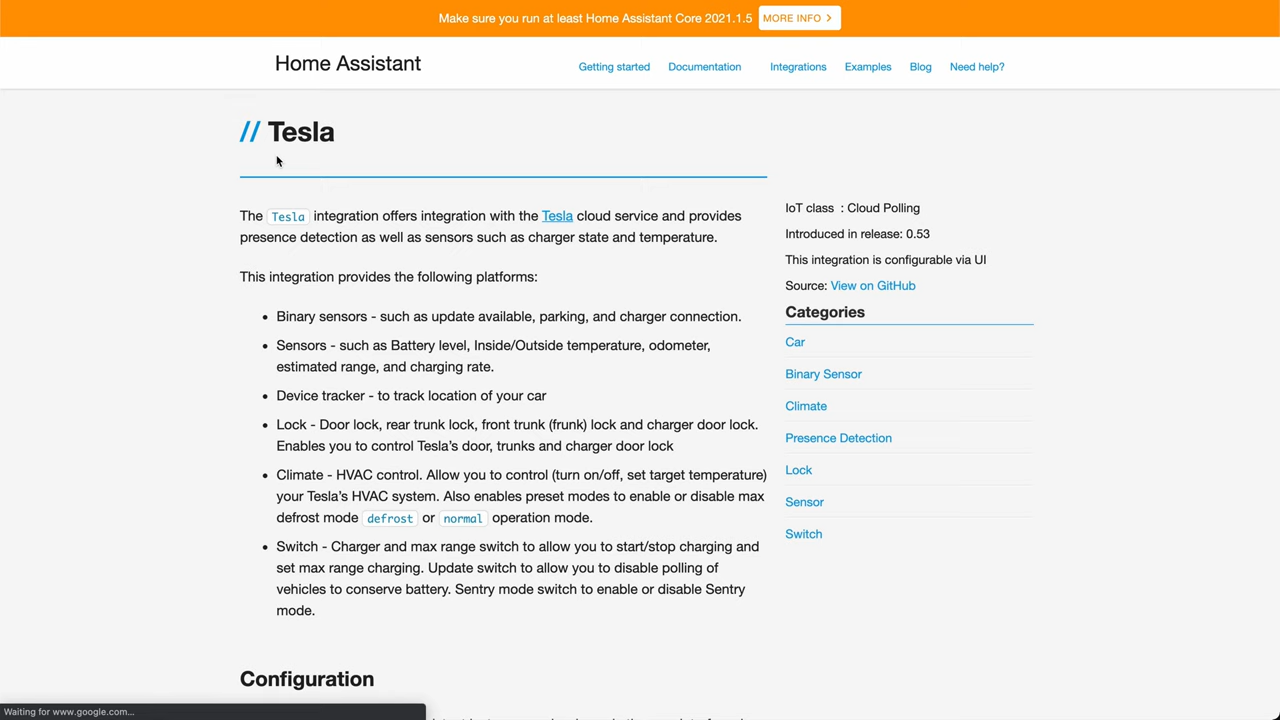 Make sure you run at least Home Assistant Core 2021.1.5 MORE INFO
Home Assistant
Getting started Documentation Integrations Examples Blog Need help?
// Tesla
The Tesla integration offers integration with the Tesla cloud service and provides
presence detection as well as sensors such as charger state and temperature.
This integration provides the following platforms:
• Binary sensors - such as update available, parking, and charger connection.
• Sensors - such as Battery level, Inside/Outside temperature, odometer,
estimated range, and charging rate.
• Device tracker - to track location of your car
• Lock - Door lock, rear trunk lock, front trunk (frunk) lock and charger door lock.
Enables you to control Tesla's door, trunks and charger door lock
• Climate - HVAC control. Allow you to control (turn on/off, set target temperature)
your Tesla's HVAC system. Also enables preset modes to enable or disable max
defrost mode defrost or normal operation mode.
• Switch - Charger and max range switch to allow you to start/stop charging and
set max range charging. Update switch to allow you to disable polling of
vehicles to conserve battery. Sentry mode switch to enable or disable Sentry
mode.
Configuration
IoT class : Cloud Polling
Introduced in release: 0.53
This integration is configurable via UI
Source: View on GitHub
Categories
Car
Binary Sensor
Climate
Presence Detection
Lock
Sensor
Switch
Waiting for www.google.com...